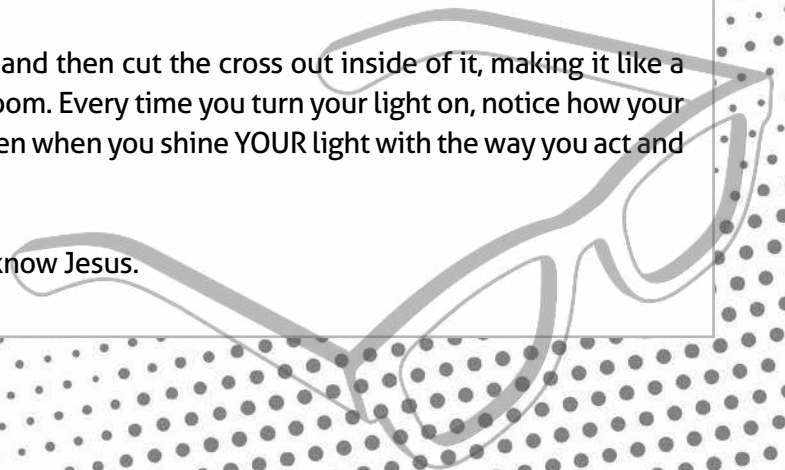 and then cut the cross out inside of it, making it like a
oom. Every time you turn your light on, notice how your
en when you shine YOUR light with the way you act and
know Jesus.